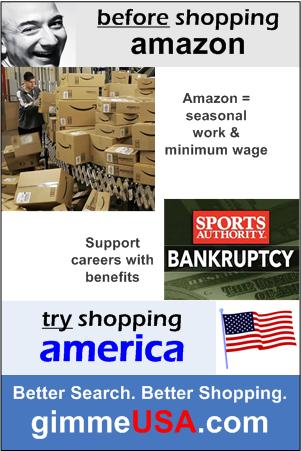 before shopping
amazon
Amazon =
seasonal
work &
minimum wage
SPORTS
AUTHORITY
BANKRUPTCY
Support
careers with
benefits
try shopping
america
Better Search. Better Shopping.
gimmeUSA.com